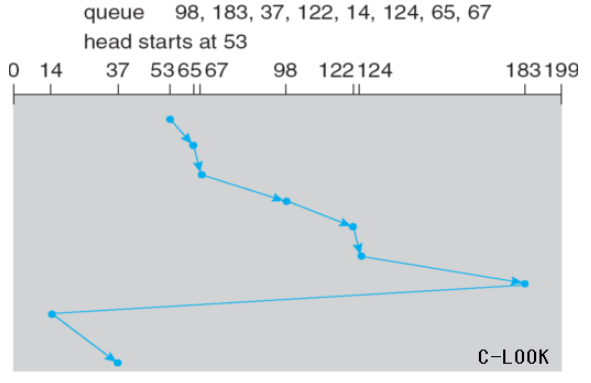 queue 98, 183, 37, 122, 14, 124, 65, 67
head starts at 53
0 14 37 53 65 67 98 122 124 183 199
C-LOOK